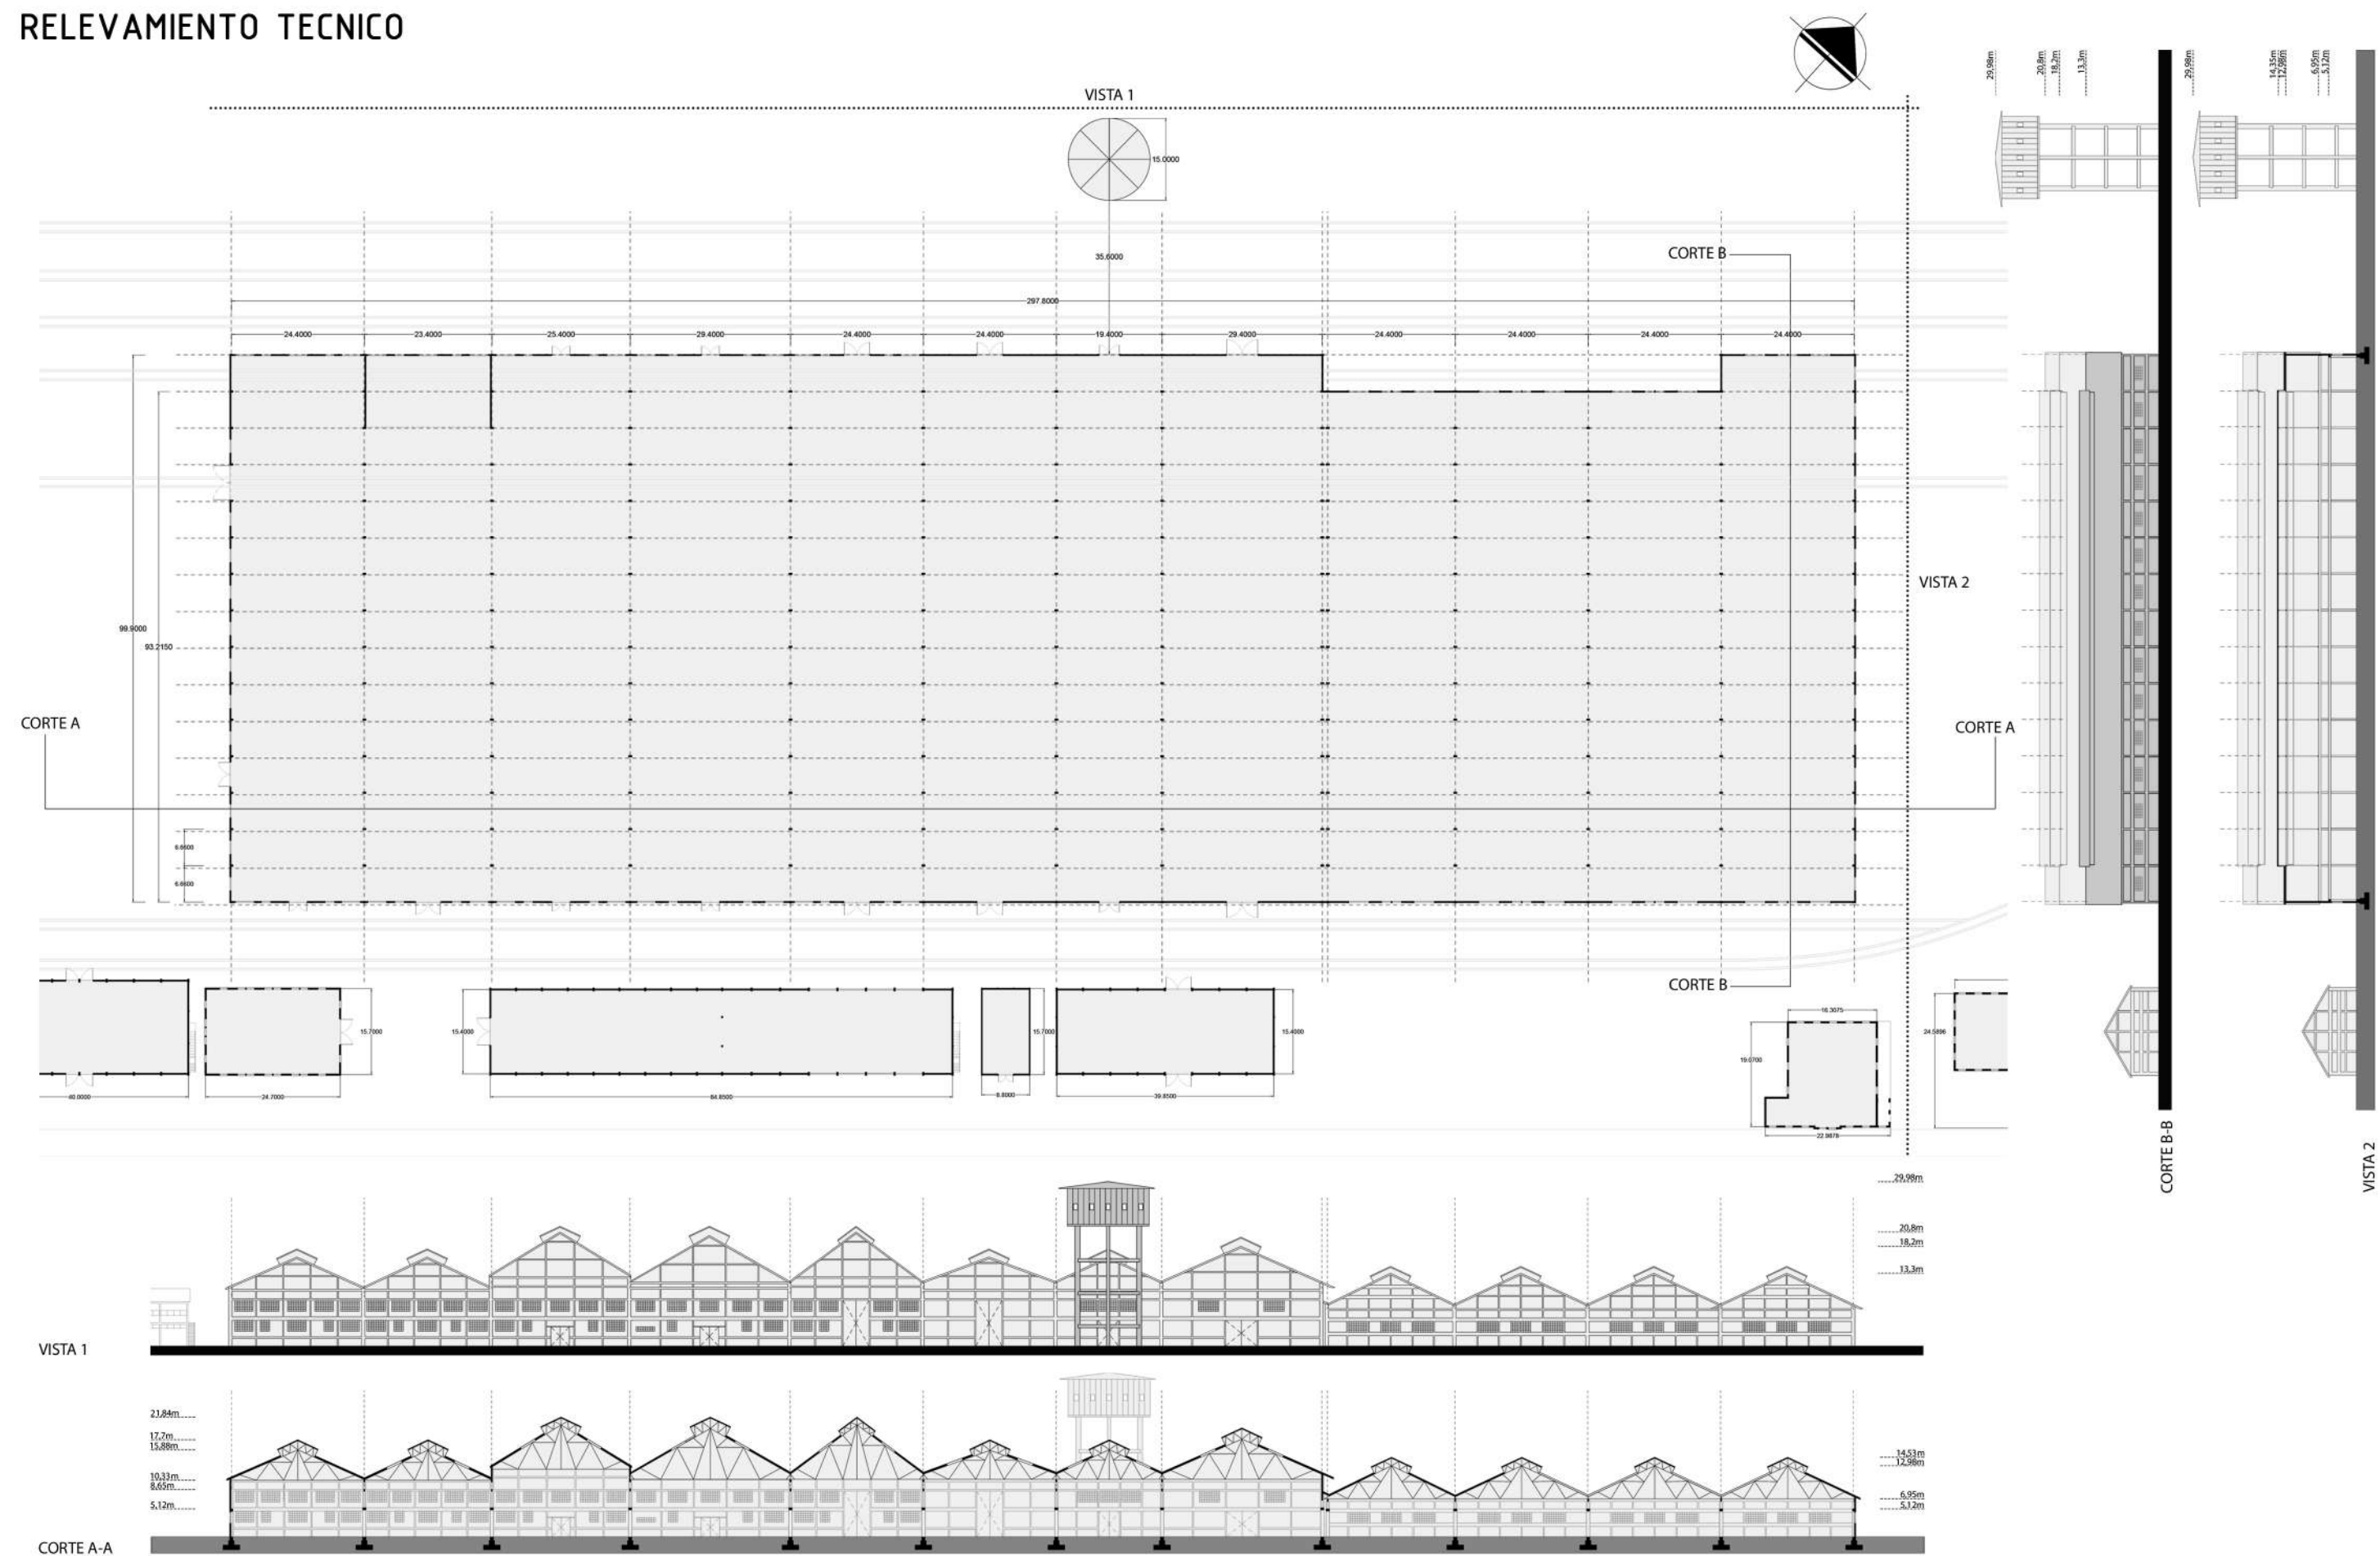 RELEVAMIENTO TECNICO
VISTA 1
29,98m
20,8m
18,2m
13,3m
29,98m
14,35m
12,98m
6,95m
5,12m
15.0000
CORTE B
35.6000
297.8000
24.4000
23.4000
25.4000
29.4000
24.4000
24.4000
19.4000
29.4000
24.4000
24.4000
24.4000
24.4000
VISTA 2
99.9000
93.2150
CORTE A
CORTE A
CORTE B
15.7000
15.4000
15.7000
15.4000
16.3075
24.5896
19.0700
40.0000
24.7000
84.8500
8.8000
39.8500
22.9878
CORTE B-B
VISTA 2
29,98m
20,8m
18,2m
13,3m
VISTA 1
21,84m
17,7m
15,88m
10,33m
8,65m
5,12m
14,53m
12,98m
6,95m
5,12m
CORTE A-A